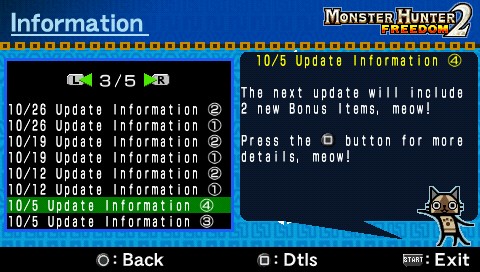 Information
MONSTER HUNTER
FREEDOM 2
L 3/5 R
10/26 Update Information ②
10/26 Update Information ①
10/19 Update Information ②
10/19 Update Information ①
10/12 Update Information ②
10/12 Update Information ①
10/5 Update Information ④
10/5 Update Information ③
10/5 Update Information ④
The next update will include
2 new Bonus Items, meow!
Press the button for more
details, meow!
: Back
: Dtls
START: Exit